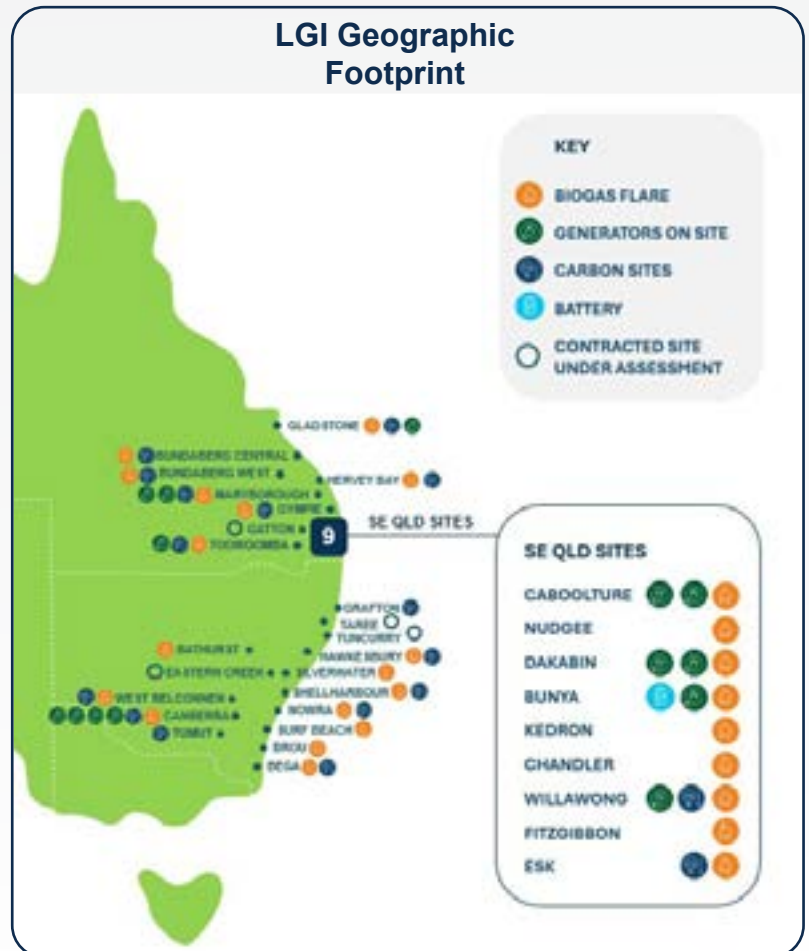 LGI Geographic
Footprint
KEY
BIOGAS FLARE
GENERATORS ON SITE
CARBON SITES
BATTERY
CONTRACTED SITE
UNDER ASSESSMENT
GLADSTONE
BUNDABERG CENTRAL
BUNDABERG WEST
HERVEY BAY
MARYBOROUGH
GYMPIE
GATTON
TOOWOOMBA
9
SE QLD SITES
GRAFTON
TAREE
TUNCURRY
BATHURST
HAWKESBURY
EASTERN CREEK
SILVERWATER
SHELLHARBOUR
WEST BELCONNEN
NOWRA
CANBERRA
SURF BEACH
TUMUT
BROU
BEGA
SE QLD SITES
CABOOLTURE
NUDGEE
DAKABIN
BUNYA
KEDRON
CHANDLER
WILLAWONG
FITZGIBBON
ESK